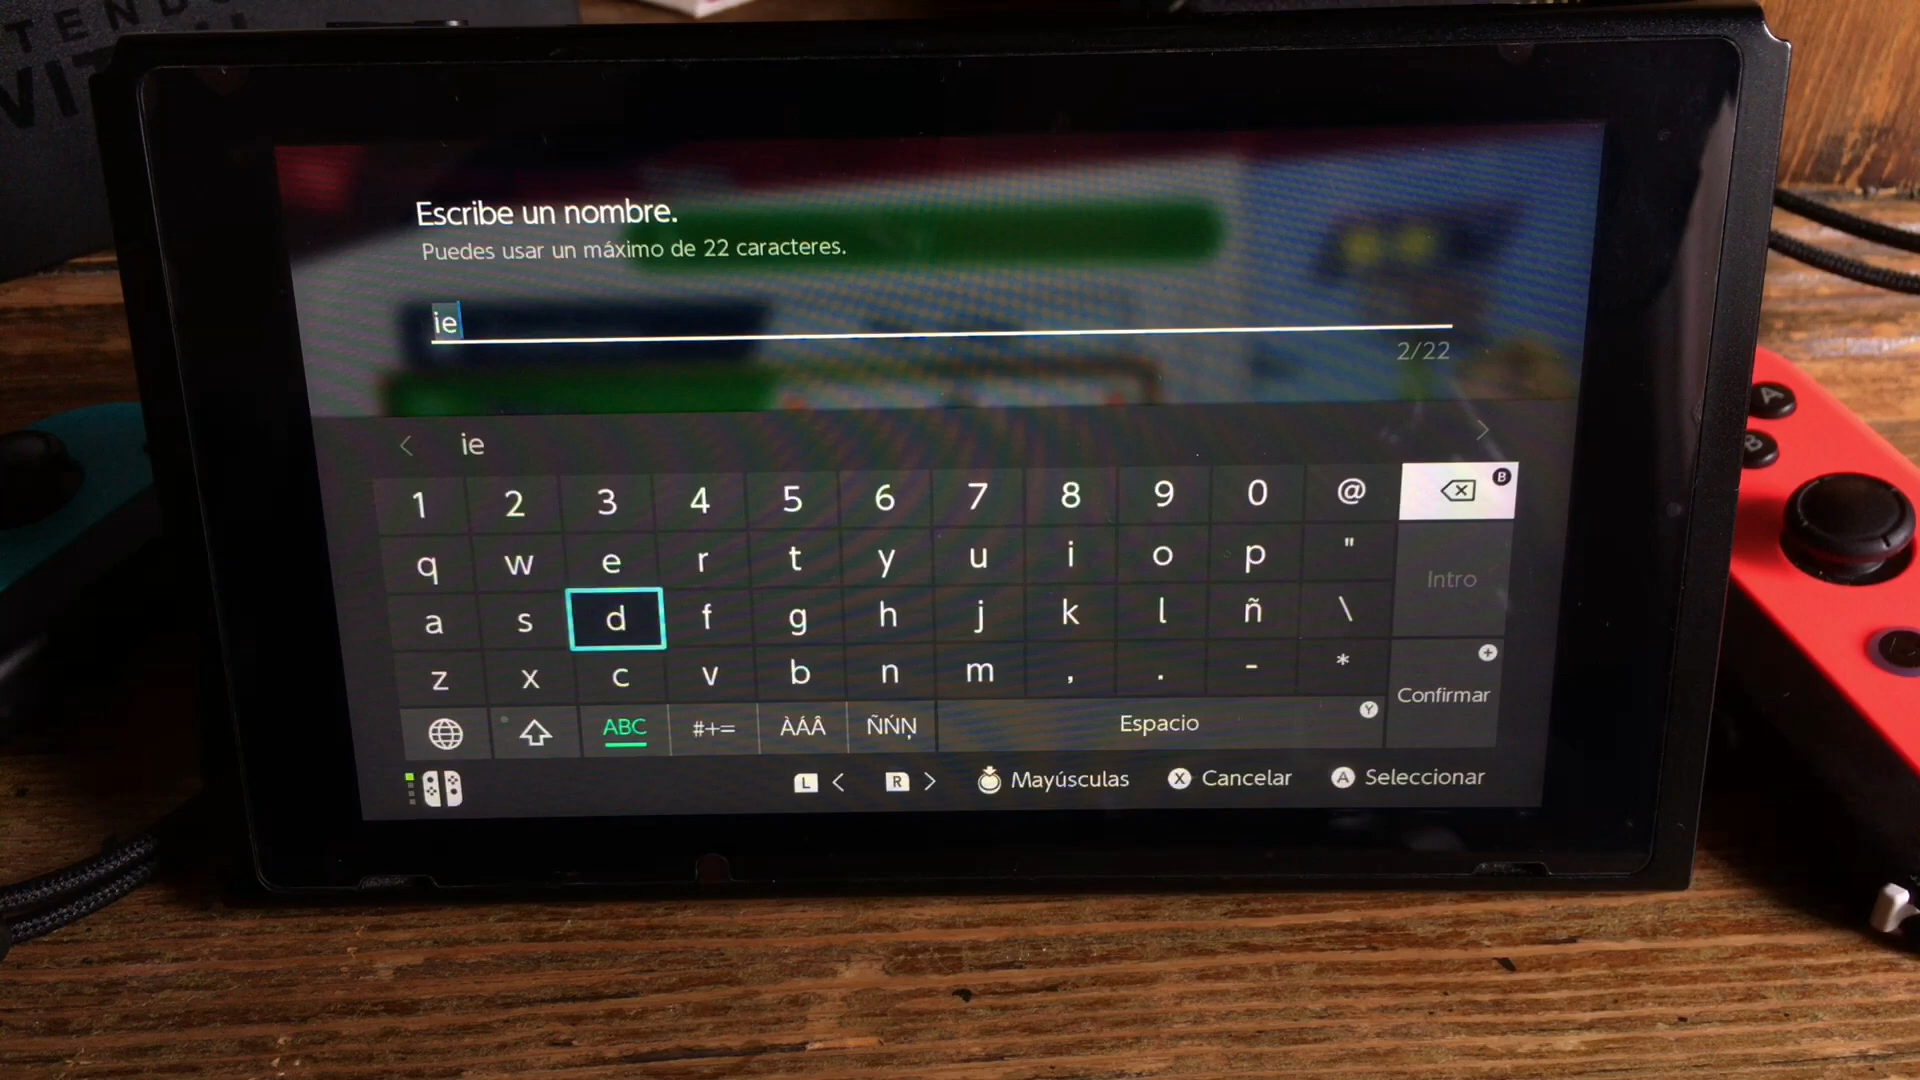 Escribe un nombre.
Puedes usar un máximo de 22 caracteres.
ie
2/22
< ie >
1 2 3 4 5 6 7 8 9 0 @ B
q w e r t y u i o p "
Intro
a s d f g h j k l ñ \
z x c v b n m , . - * +
Confirmar
ABC #+= ÀÁÂ ÑŃŅ Espacio Y
L < R > Mayúsculas X Cancelar A Seleccionar
A
B